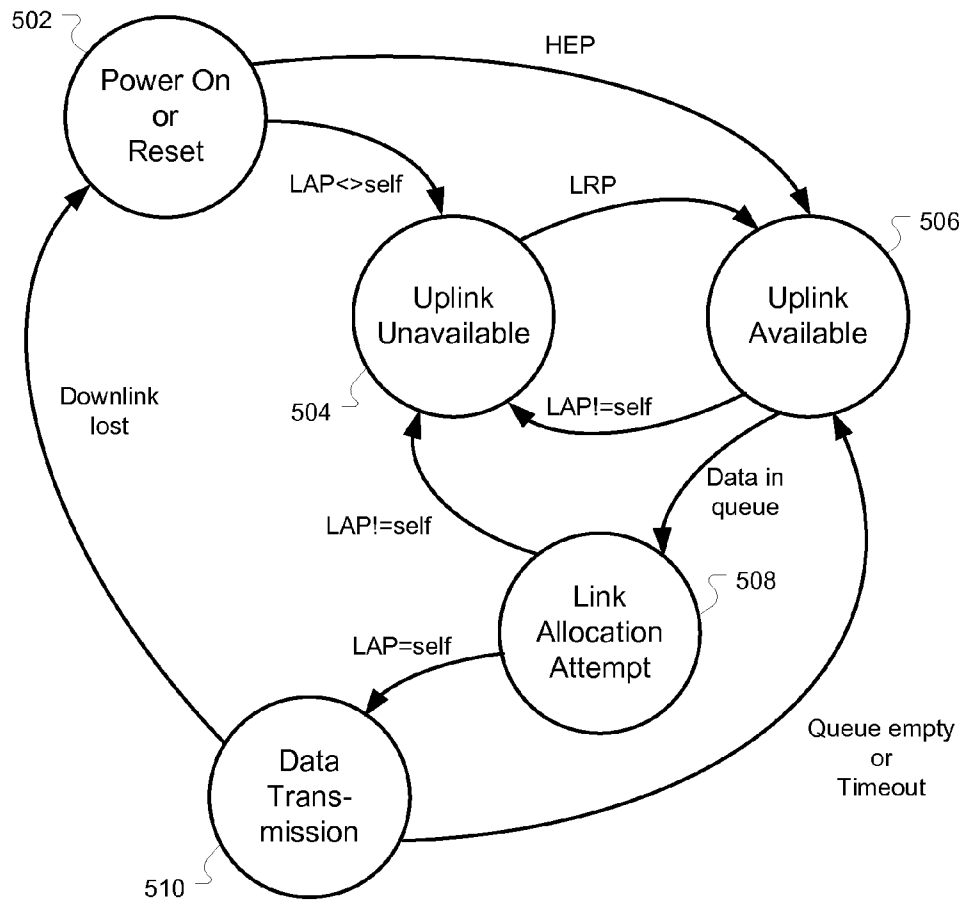 502
Power On
or
Reset
HEP
LAP<>self
LRP
506
Uplink
Unavailable
Uplink
Available
504
Downlink
lost
LAP!=self
Data in
queue
LAP!=self
508
Link
Allocation
Attempt
LAP=self
Queue empty
or
Timeout
Data
Trans-
mission
510